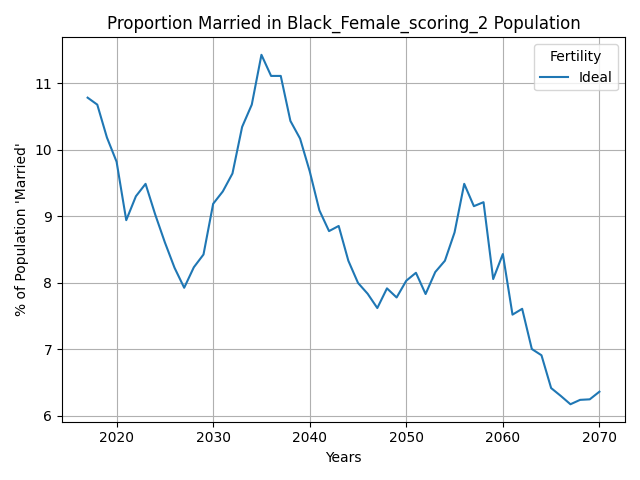 Proportion Married in Black_Female_scoring_2 Population
Fertility
Ideal
% of Population 'Married'
11
10
9
8
7
6
2020 2030 2040 2050 2060 2070
Years